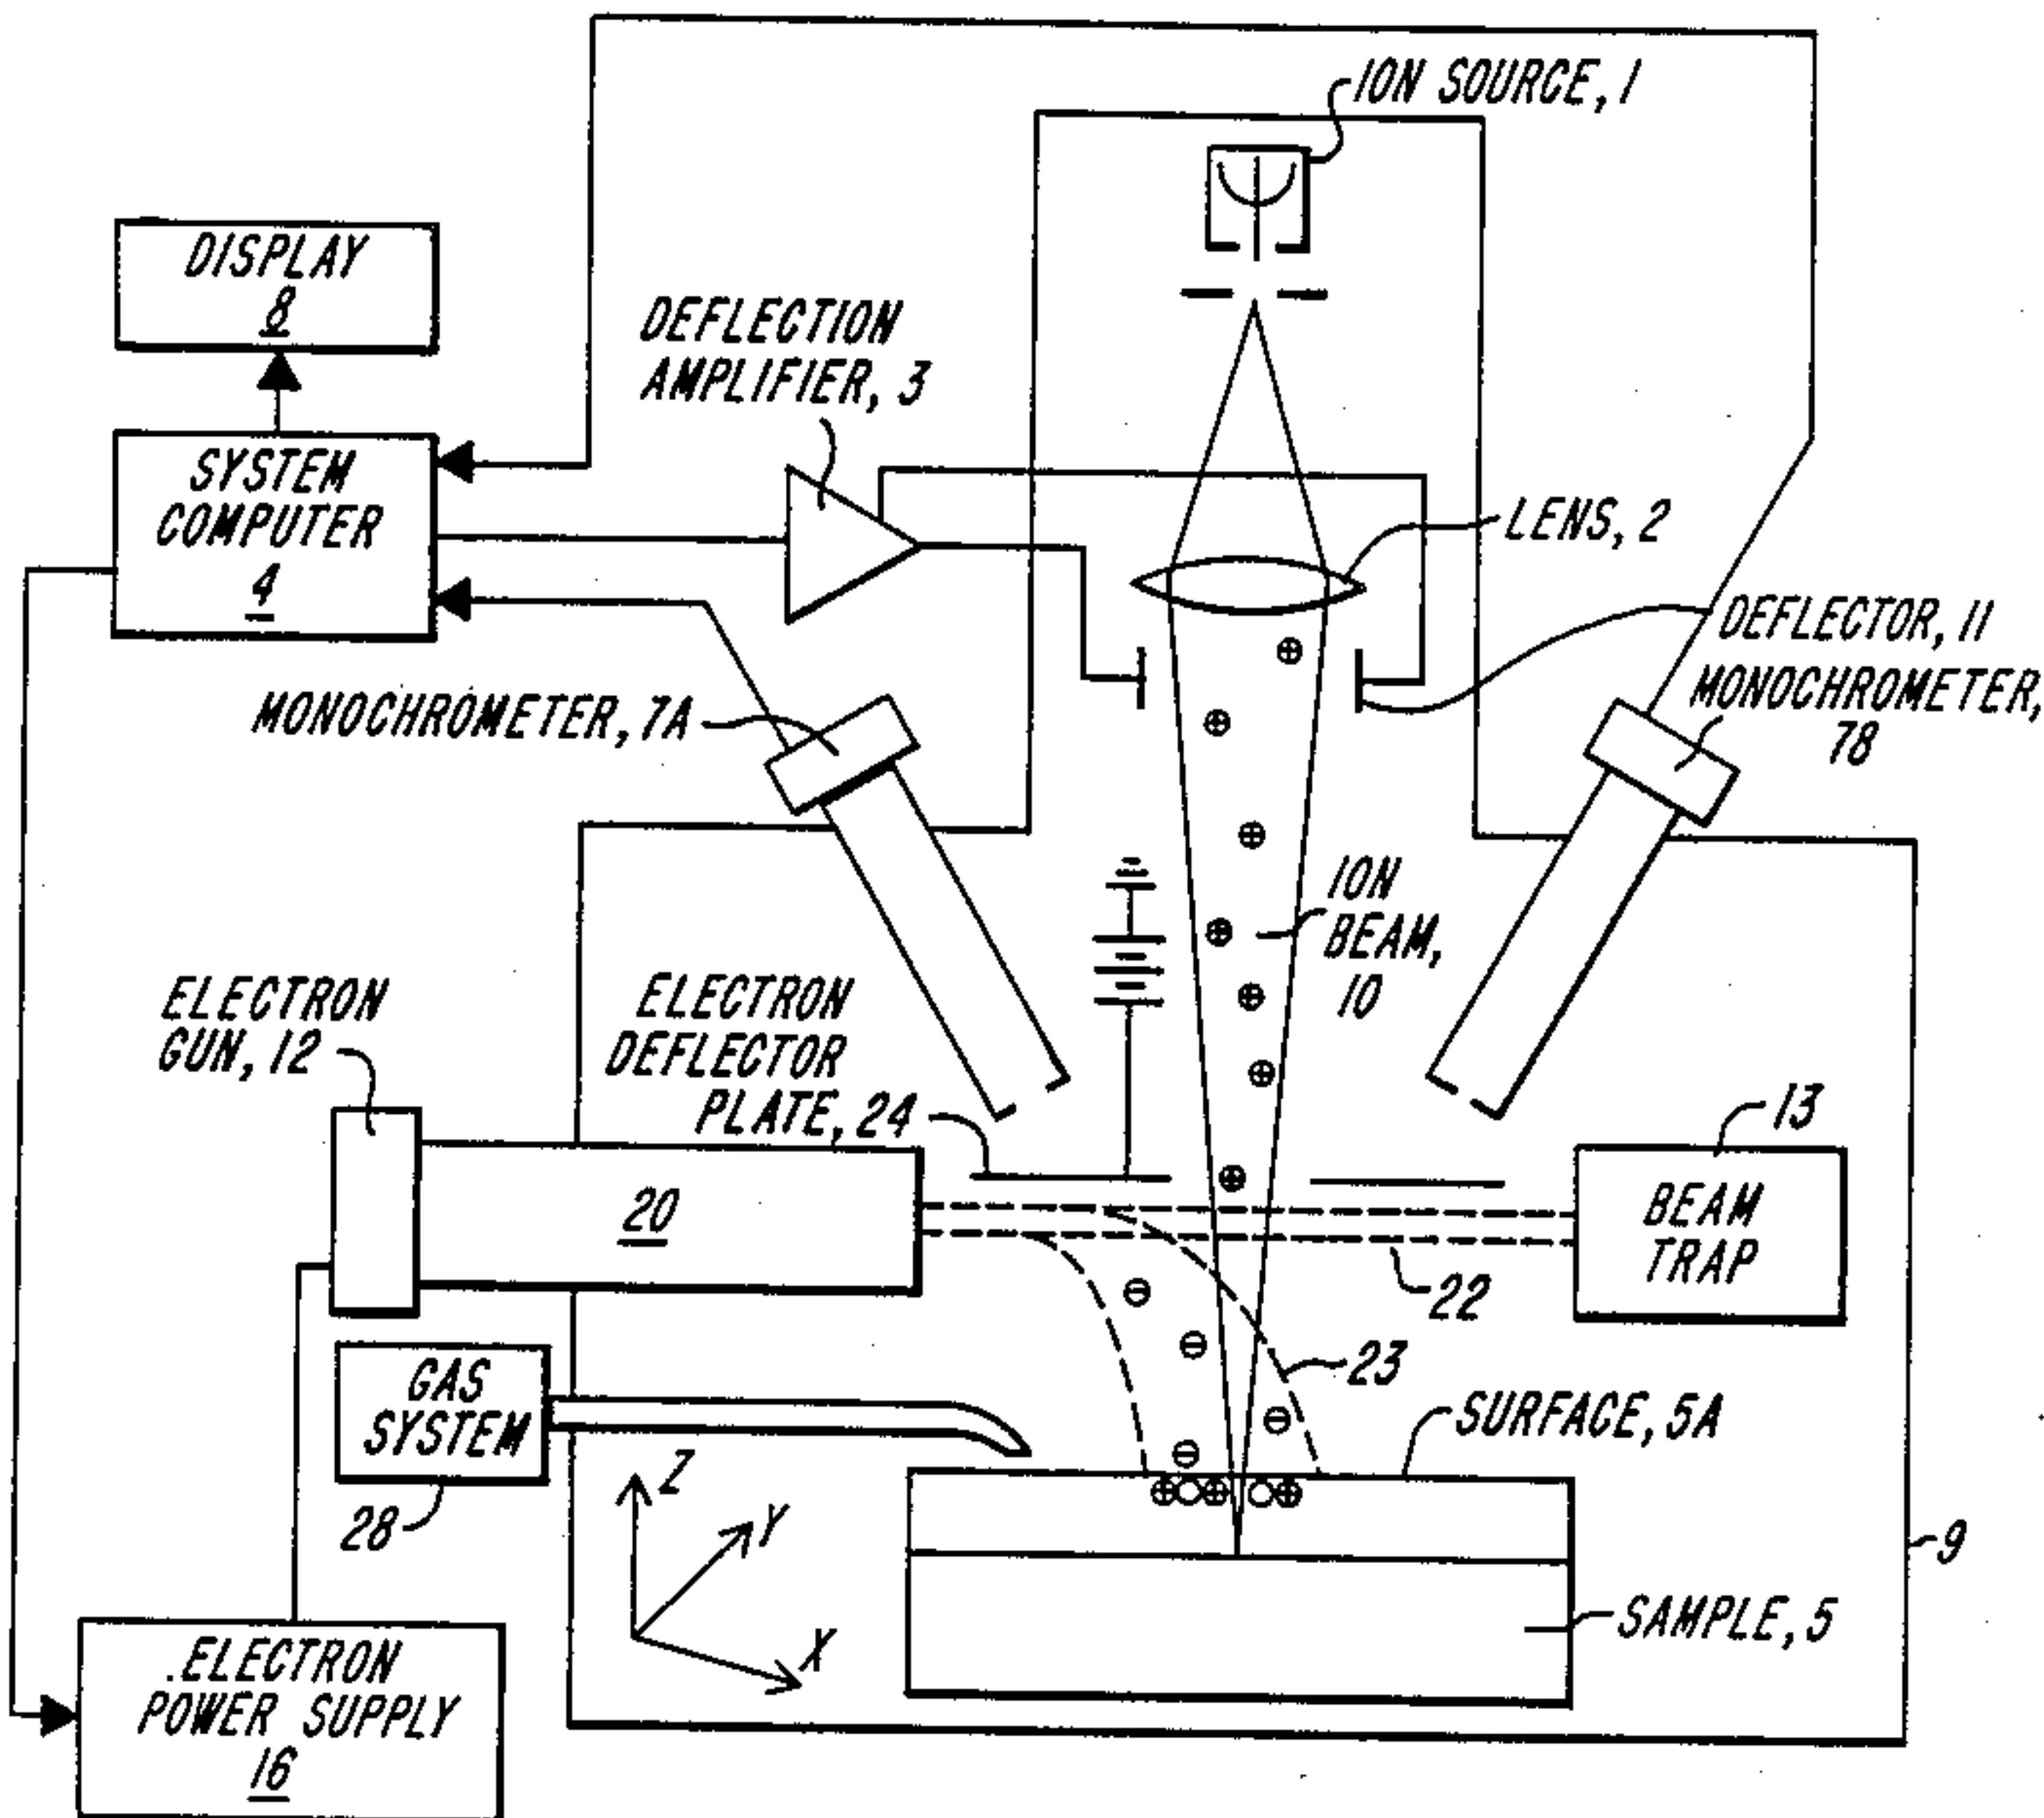 ION SOURCE, 1
DISPLAY
8
DEFLECTION
AMPLIFIER, 3
SYSTEM
COMPUTER
4
LENS, 2
DEFLECTOR, 11
MONOCHROMETER, 7A
MONOCHROMETER,
78
ION
BEAM,
10
ELECTRON
GUN, 12
ELECTRON
DEFLECTOR
PLATE, 24
13
20
BEAM
TRAP
22
23
GAS
SYSTEM
28
SURFACE, 5A
Z
Y
X
9
SAMPLE, 5
ELECTRON
POWER SUPPLY
16